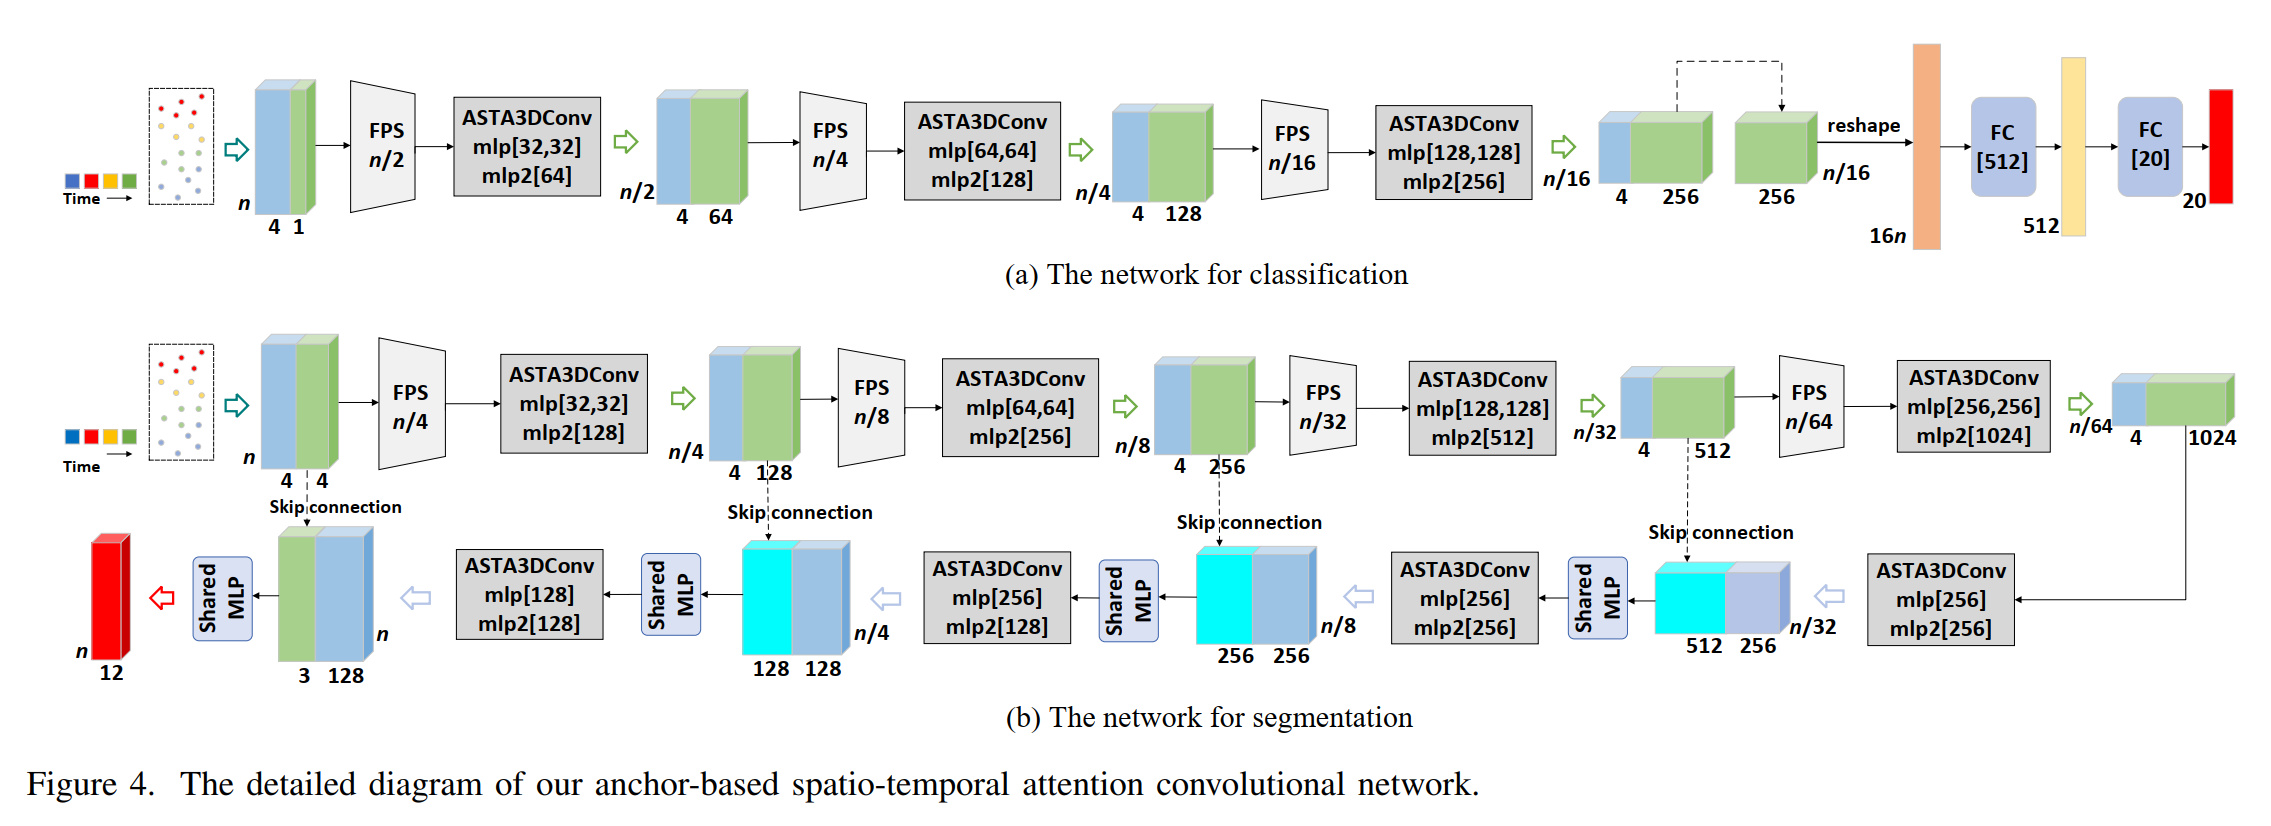 Time
n
4 1
FPS
n/2
ASTA3DConv
mlp[32,32]
mlp2[64]
n/2
4 64
FPS
n/4
ASTA3DConv
mlp[64,64]
mlp2[128]
n/4
4 128
FPS
n/16
ASTA3DConv
mlp[128,128]
mlp2[256]
n/16
4 256
256
n/16
reshape
16n
FC
[512]
512
FC
[20]
20
(a) The network for classification
Time
n
4 4
FPS
n/4
ASTA3DConv
mlp[32,32]
mlp2[128]
n/4
4 128
FPS
n/8
ASTA3DConv
mlp[64,64]
mlp2[256]
n/8
4 256
FPS
n/32
ASTA3DConv
mlp[128,128]
mlp2[512]
n/32
4 512
FPS
n/64
ASTA3DConv
mlp[256,256]
mlp2[1024]
n/64
4 1024
Skip connection
Skip connection
Skip connection
Skip connection
n
12
Shared
MLP
3 128
n
ASTA3DConv
mlp[128]
mlp2[128]
Shared
MLP
128 128
n/4
ASTA3DConv
mlp[256]
mlp2[128]
Shared
MLP
256 256
n/8
ASTA3DConv
mlp[256]
mlp2[256]
Shared
MLP
512 256
n/32
ASTA3DConv
mlp[256]
mlp2[256]
(b) The network for segmentation
Figure 4. The detailed diagram of our anchor-based spatio-temporal attention convolutional network.